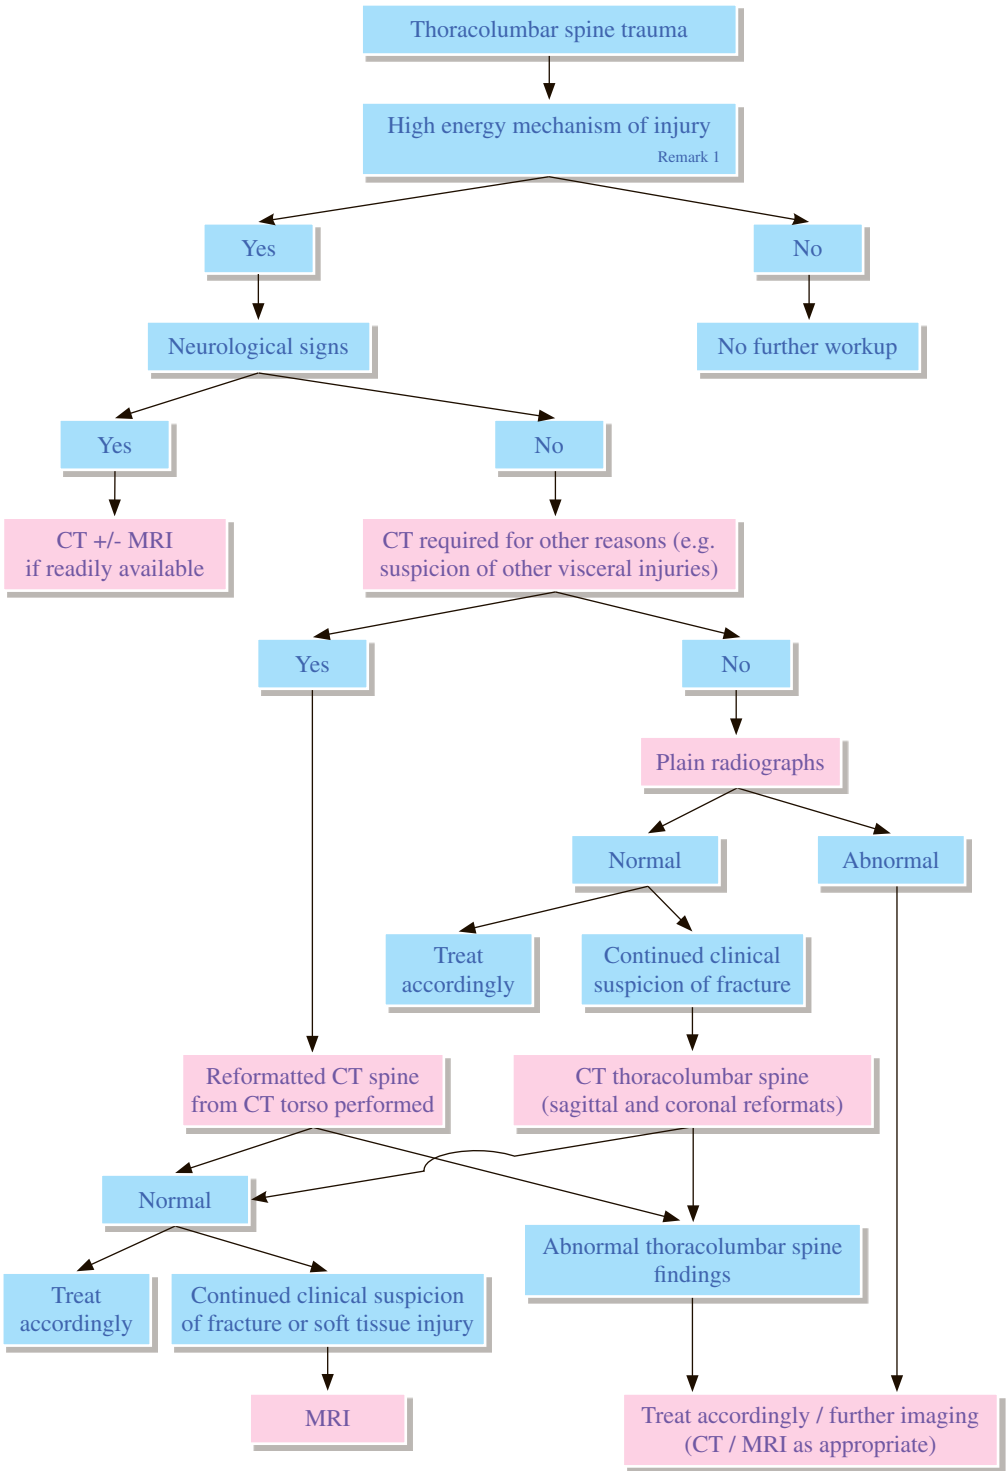 Thoracolumbar spine trauma
High energy mechanism of injury
Remark 1
Yes
No
Neurological signs
No further workup
Yes
No
CT +/- MRI
if readily available
CT required for other reasons (e.g.
suspicion of other visceral injuries)
Yes
No
Plain radiographs
Normal
Abnormal
Treat
accordingly
Continued clinical
suspicion of fracture
Reformatted CT spine
from CT torso performed
CT thoracolumbar spine
(sagittal and coronal reformats)
Normal
Abnormal thoracolumbar spine
findings
Treat
accordingly
Continued clinical suspicion
of fracture or soft tissue injury
MRI
Treat accordingly / further imaging
(CT / MRI as appropriate)